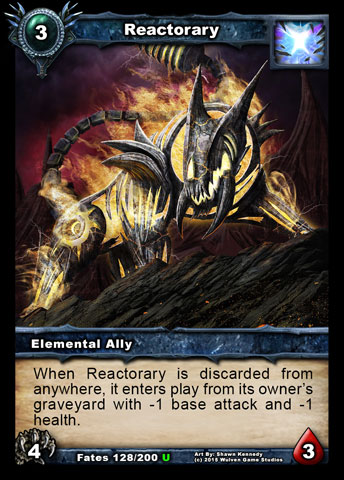 3
Reactorary
Elemental Ally
When Reactorary is discarded from
anywhere, it enters play from its owner's
graveyard with -1 base attack and -1
health.
4
Fates 128/200 U
Art By: Shawn Kennedy
(c) 2015 Wulven Game Studios
3